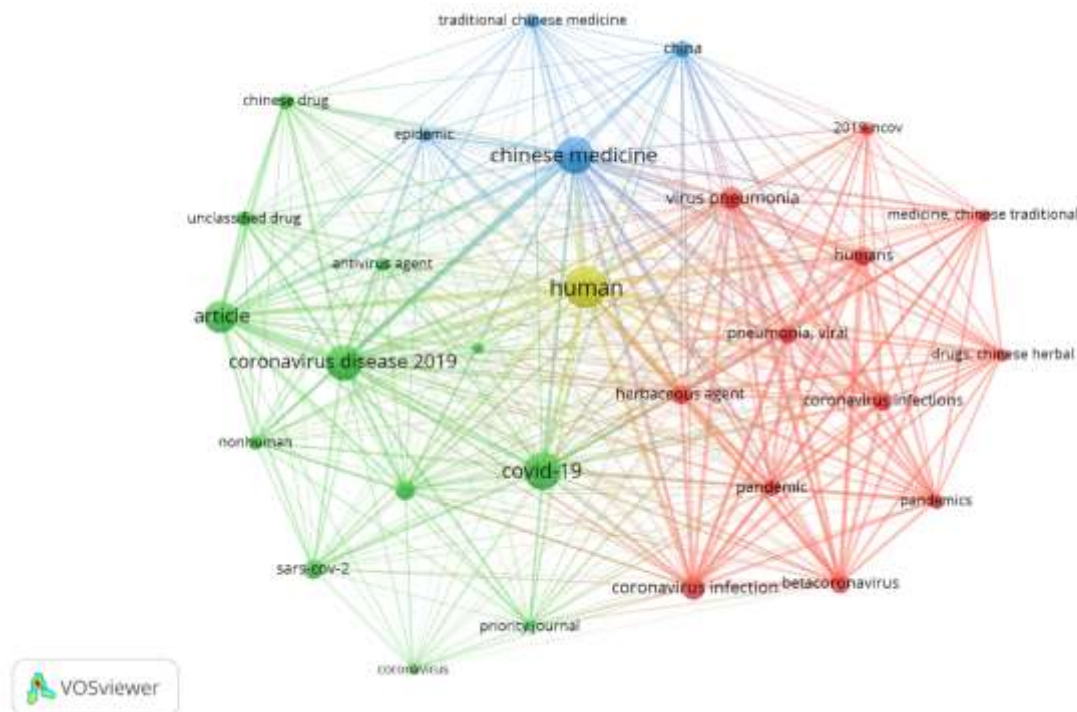 traditional chinese medicine
china
chinese drug
2019-ncov
epidemic
chinese medicine
virus pneumonia
medicine, chinese traditional
unclassified drug
humans
antivirus agent
human
article
pneumonia, viral
drugs, chinese herbal
coronavirus disease 2019
herbaceous agent
coronavirus infections
nonhuman
covid-19
pandemic
pandemics
sars-cov-2
coronavirus infection
betacoronavirus
priority journal
coronavirus
VOSviewer